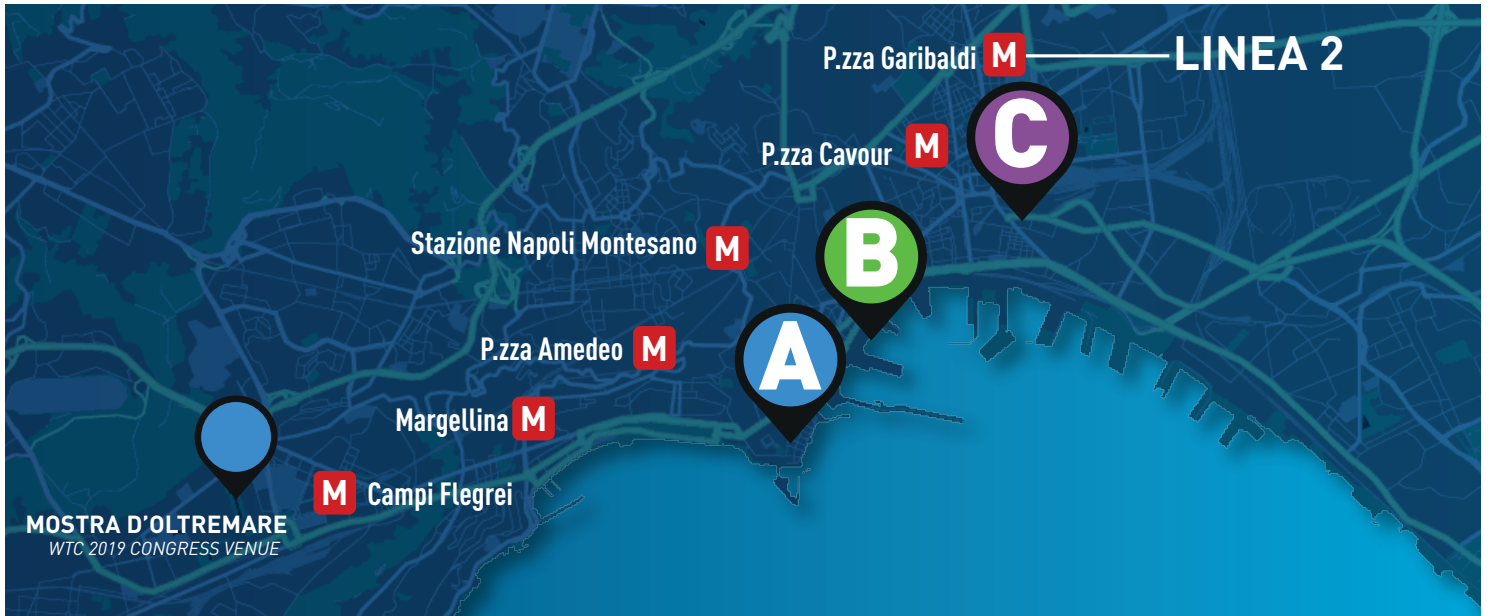 P.zza Garibaldi M LINEA 2
C
P.zza Cavour M
B
Stazione Napoli Montesano M
A
P.zza Amedeo M
Margellina M
M Campi Flegrei
MOSTRA D'OLTREMARE
WTC 2019 CONGRESS VENUE